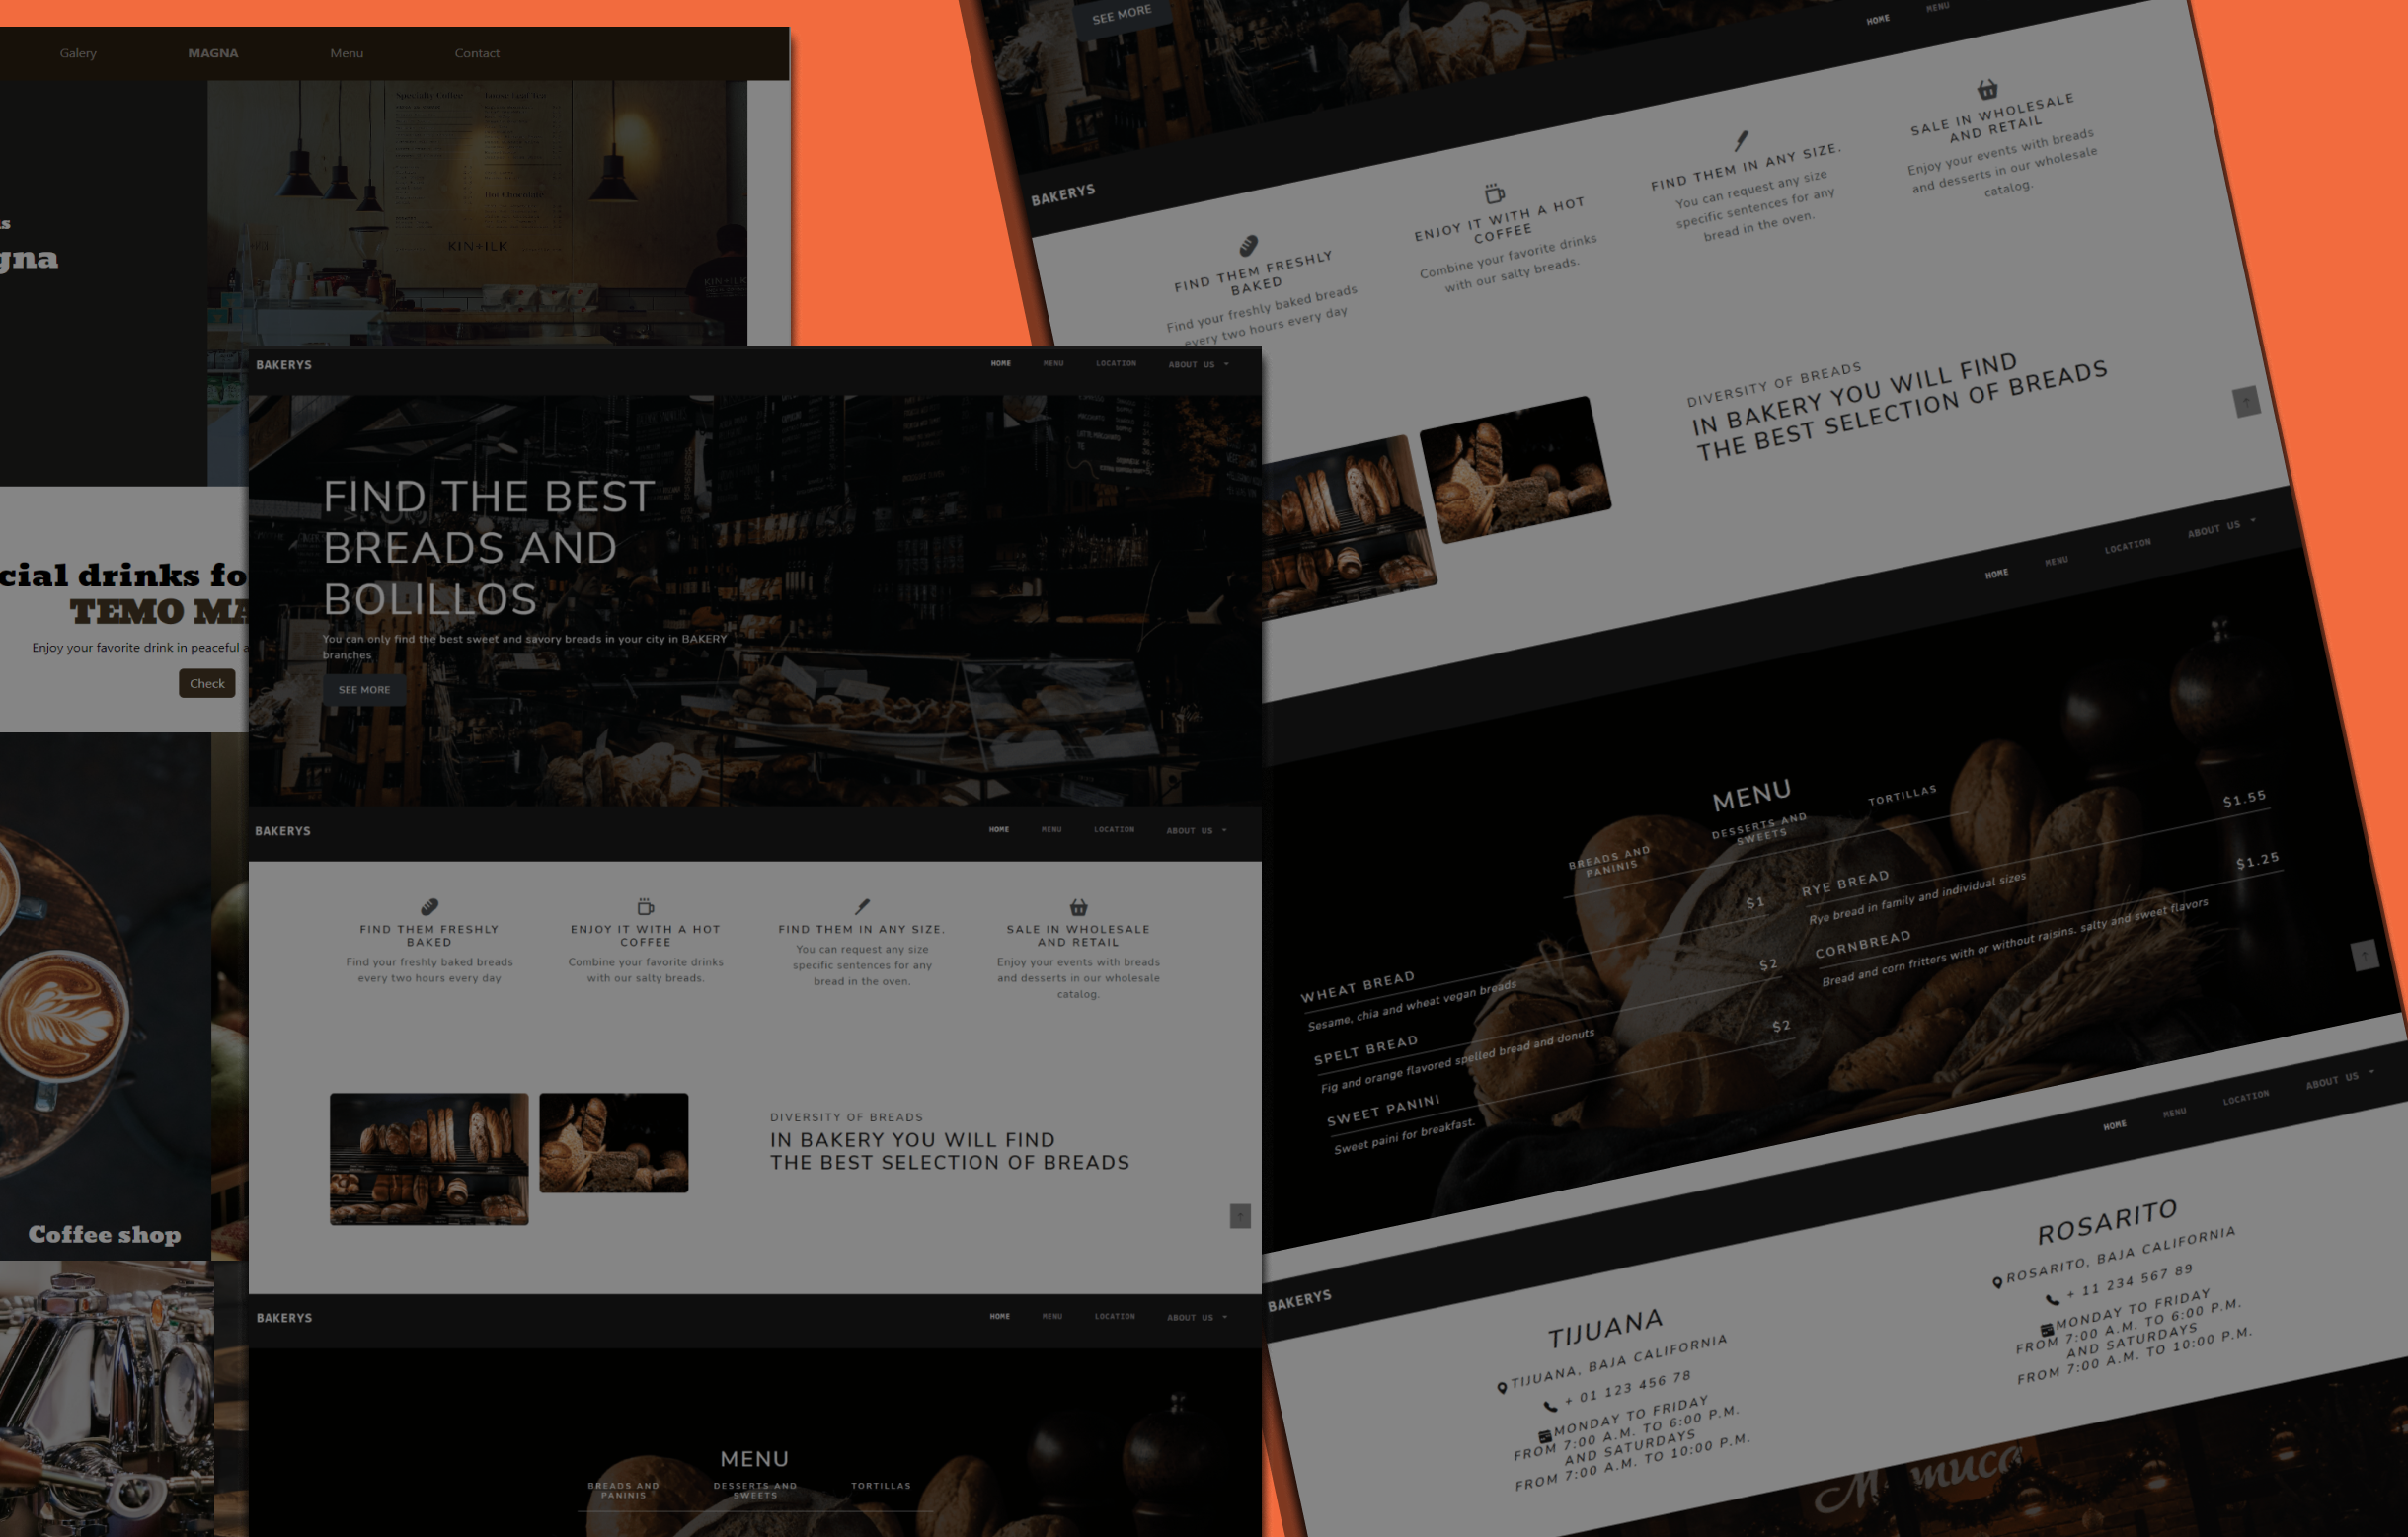 Galery
MAGNA
Menu
Contact
Specialty Coffee
Hot Chocolate
KIN+ILK
gna
cial drinks fo
TEMO MA
Enjoy your favorite drink in peaceful a
Check
Coffee shop
BAKERYS
HOME
MENU
LOCATION
ABOUT US
FIND THE BEST
BREADS AND
BOLILLOS
You can only find the best sweet and savory breads in your city in BAKERY
branches
SEE MORE
BAKERYS
HOME
MENU
LOCATION
ABOUT US
FIND THEM FRESHLY
BAKED
Find your freshly baked breads
every two hours every day
ENJOY IT WITH A HOT
COFFEE
Combine your favorite drinks
with our salty breads.
FIND THEM IN ANY SIZE.
You can request any size
specific sentences for any
bread in the oven.
SALE IN WHOLESALE
AND RETAIL
Enjoy your events with breads
and desserts in our wholesale
catalog.
DIVERSITY OF BREADS
IN BAKERY YOU WILL FIND
THE BEST SELECTION OF BREADS
BAKERYS
HOME
MENU
LOCATION
ABOUT US
MENU
BREADS AND
PANINIS
DESSERTS AND
SWEETS
TORTILLAS
SEE MORE
HOME
MENU
BAKERYS
FIND THEM FRESHLY
BAKED
Find your freshly baked breads
every two hours every day
ENJOY IT WITH A HOT
COFFEE
Combine your favorite drinks
with our salty breads.
FIND THEM IN ANY SIZE.
You can request any size
specific sentences for any
bread in the oven.
SALE IN WHOLESALE
AND RETAIL
Enjoy your events with breads
and desserts in our wholesale
catalog.
DIVERSITY OF BREADS
IN BAKERY YOU WILL FIND
THE BEST SELECTION OF BREADS
HOME
MENU
LOCATION
ABOUT US
MENU
BREADS AND
PANINIS
DESSERTS AND
SWEETS
TORTILLAS
WHEAT BREAD
$1
Sesame, chia and wheat vegan breads
SPELT BREAD
$2
Fig and orange flavored spelled bread and donuts
SWEET PANINI
$2
Sweet paini for breakfast.
RYE BREAD
$1.55
Rye bread in family and individual sizes
CORNBREAD
$1.25
Bread and corn fritters with or without raisins. salty and sweet flavors
BAKERYS
HOME
MENU
LOCATION
ABOUT US
TIJUANA
TIJUANA, BAJA CALIFORNIA
+ 01 123 456 78
MONDAY TO FRIDAY
FROM 7:00 A.M. TO 6:00 P.M.
AND SATURDAYS
FROM 7:00 A.M. TO 10:00 P.M.
ROSARITO
ROSARITO, BAJA CALIFORNIA
+ 11 234 567 89
MONDAY TO FRIDAY
FROM 7:00 A.M. TO 6:00 P.M.
AND SATURDAYS
FROM 7:00 A.M. TO 10:00 P.M.